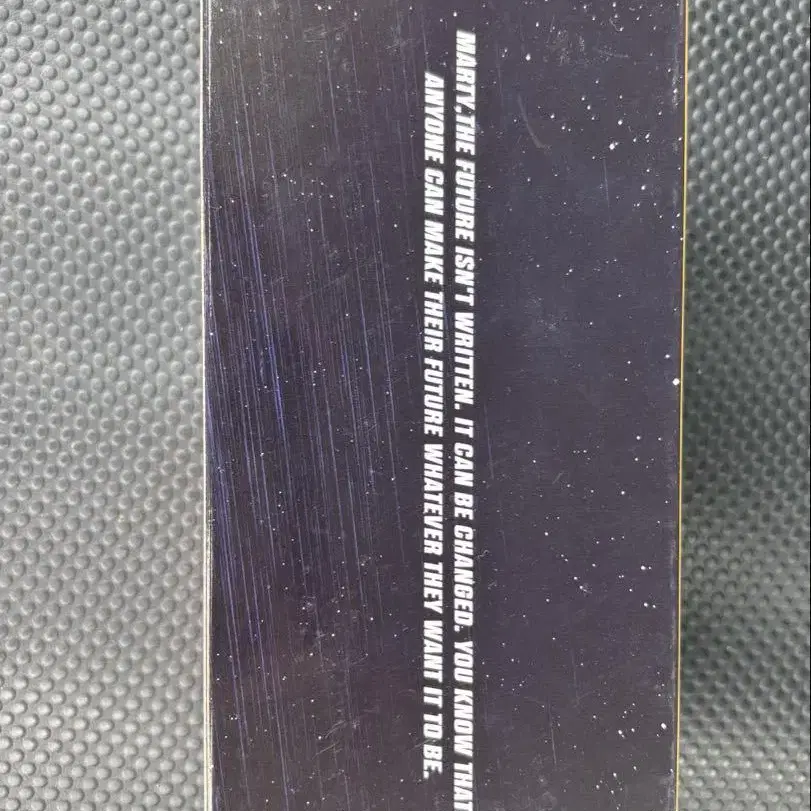 MARTY,THE FUTURE ISN'T WRITTEN. IT CAN BE CHANGED. YOU KNOW THAT
ANYONE CAN MAKE THEIR FUTURE WHATEVER THEY WANT IT TO BE.